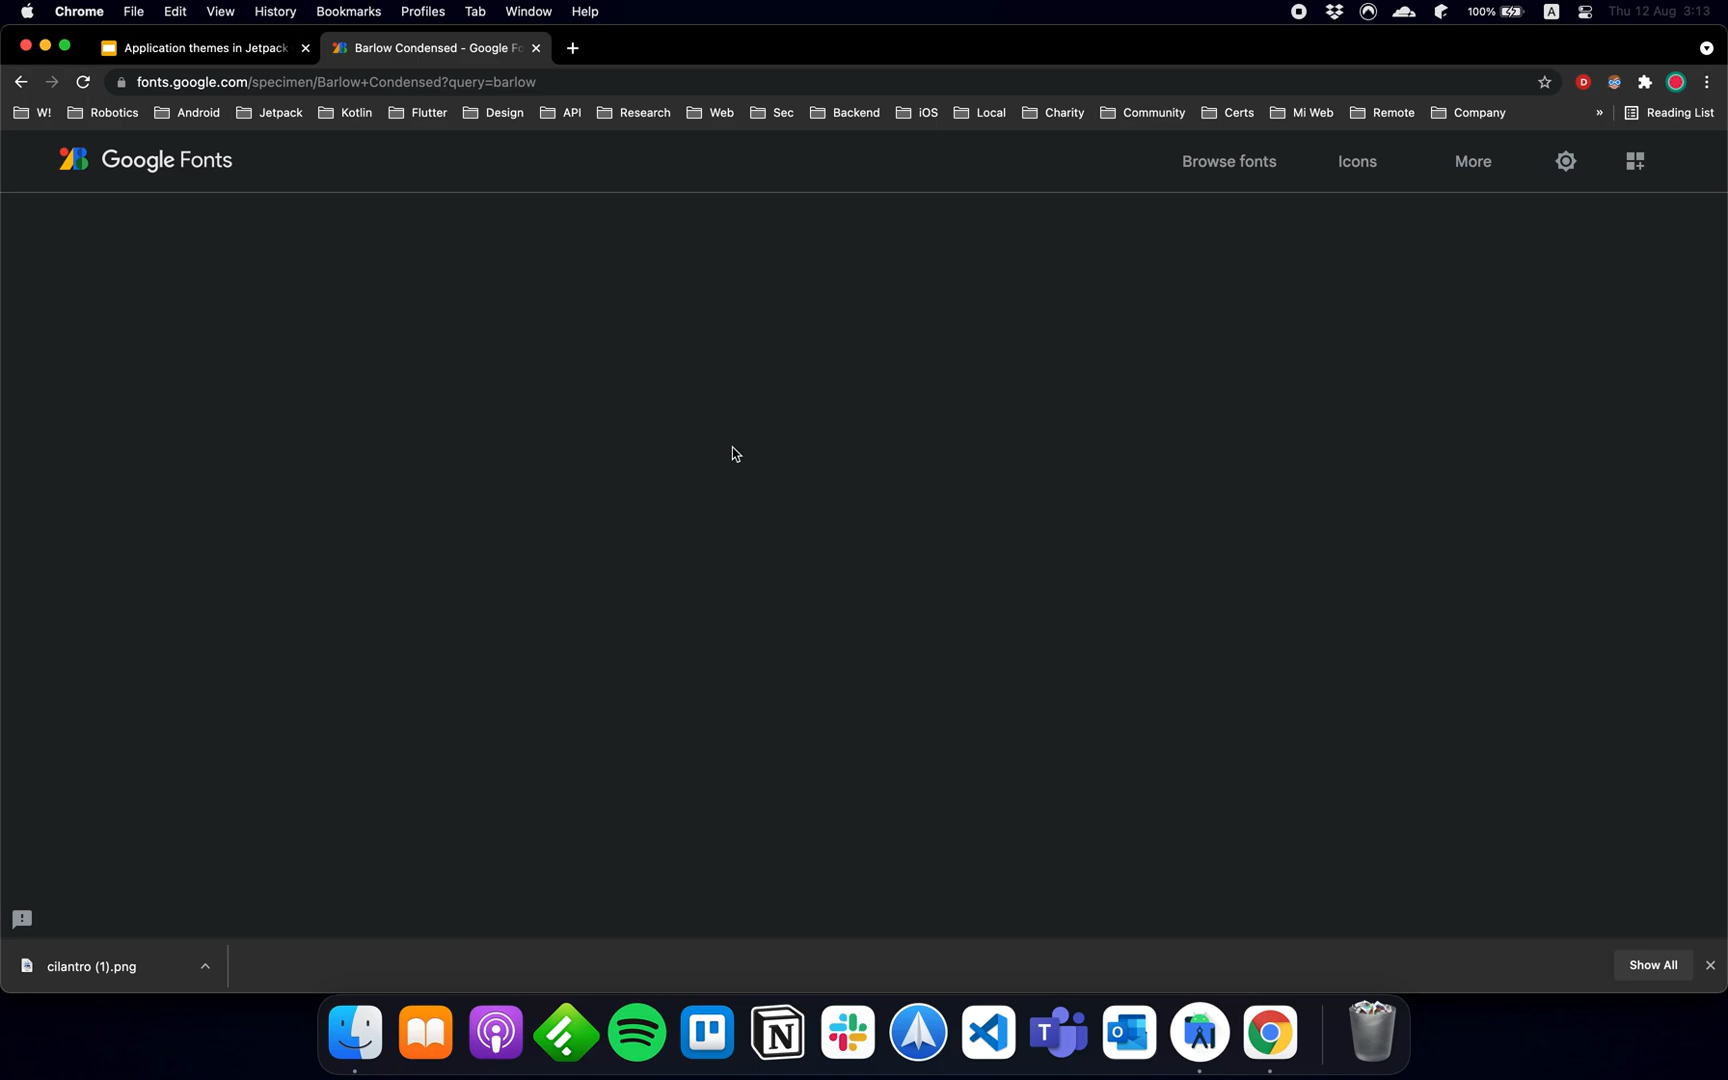 Chrome File Edit View History Bookmarks Profiles Tab Window Help 100% A Thu 12 Aug 3:13
Application themes in Jetpack Barlow Condensed - Google Fo
fonts.google.com/specimen/Barlow+Condensed?query=barlow
W! Robotics Android Jetpack Kotlin Flutter Design API Research Web Sec Backend iOS Local Charity Community Certs Mi Web Remote Company » Reading List
Google Fonts Browse fonts Icons More
cilantro (1).png Show All